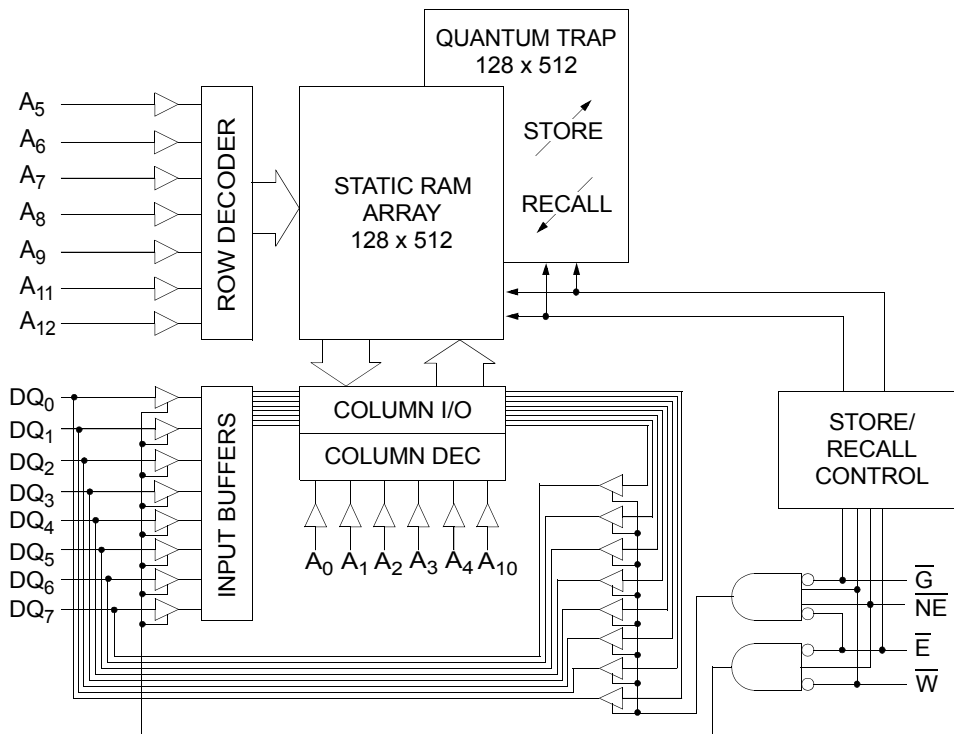 QUANTUM TRAP
128 x 512
STORE
RECALL
A5
A6
A7
A8
A9
A11
A12
ROW DECODER
STATIC RAM
ARRAY
128 x 512
DQ0
DQ1
DQ2
DQ3
DQ4
DQ5
DQ6
DQ7
INPUT BUFFERS
COLUMN I/O
COLUMN DEC
A0 A1 A2 A3 A4 A10
STORE/
RECALL
CONTROL
G̅
N̅E̅
E̅
W̅